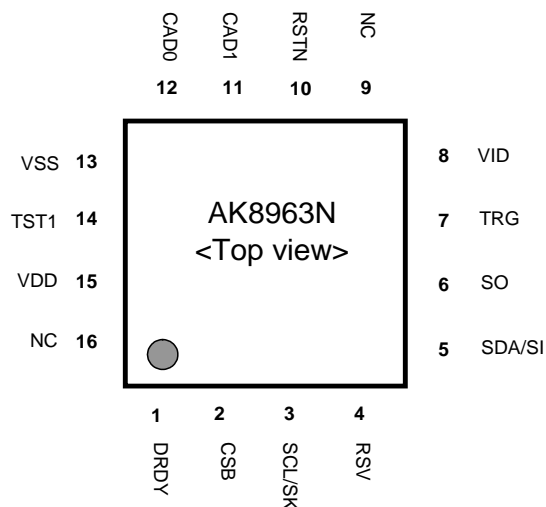 CAD0 CAD1 RSTN NC
12 11 10 9
VSS 13
TST1 14
VDD 15
NC 16
AK8963N
<Top view>
8 VID
7 TRG
6 SO
5 SDA/SI
1 2 3 4
DRDY CSB SCL/SK RSV